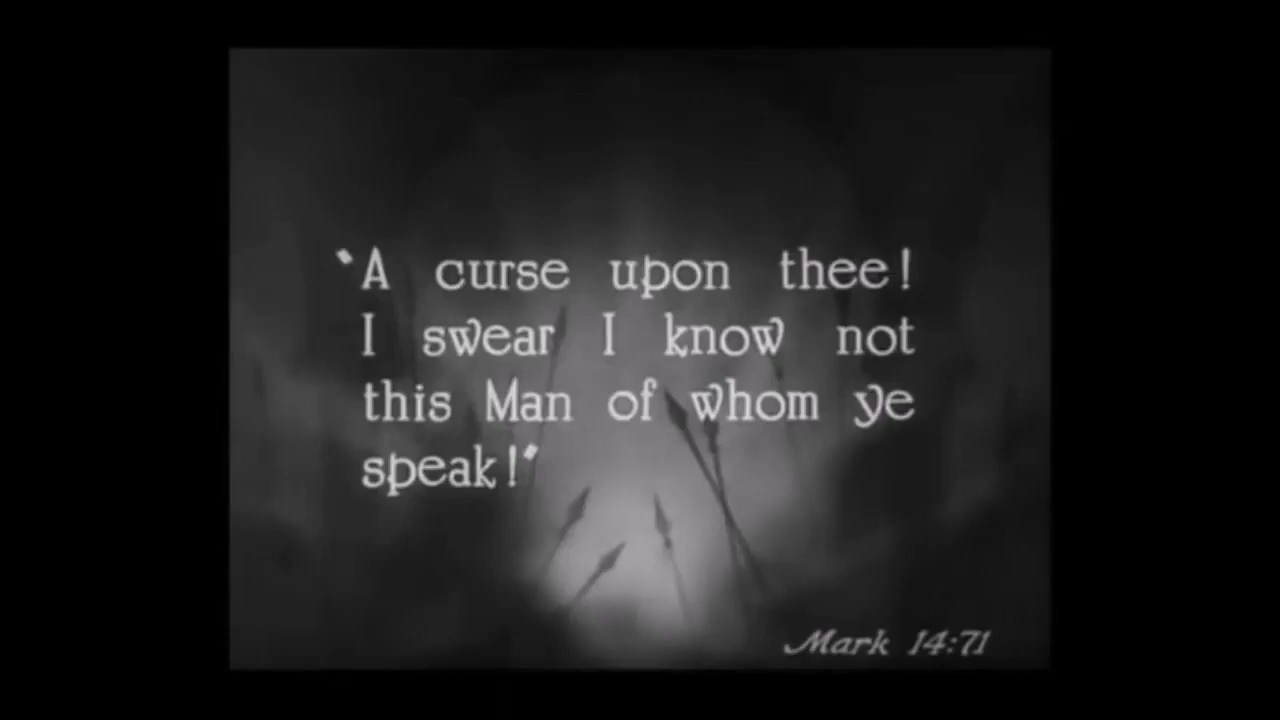 "A curse upon thee!
I swear I know not
this Man of whom ye
speak!"
Mark 14:71